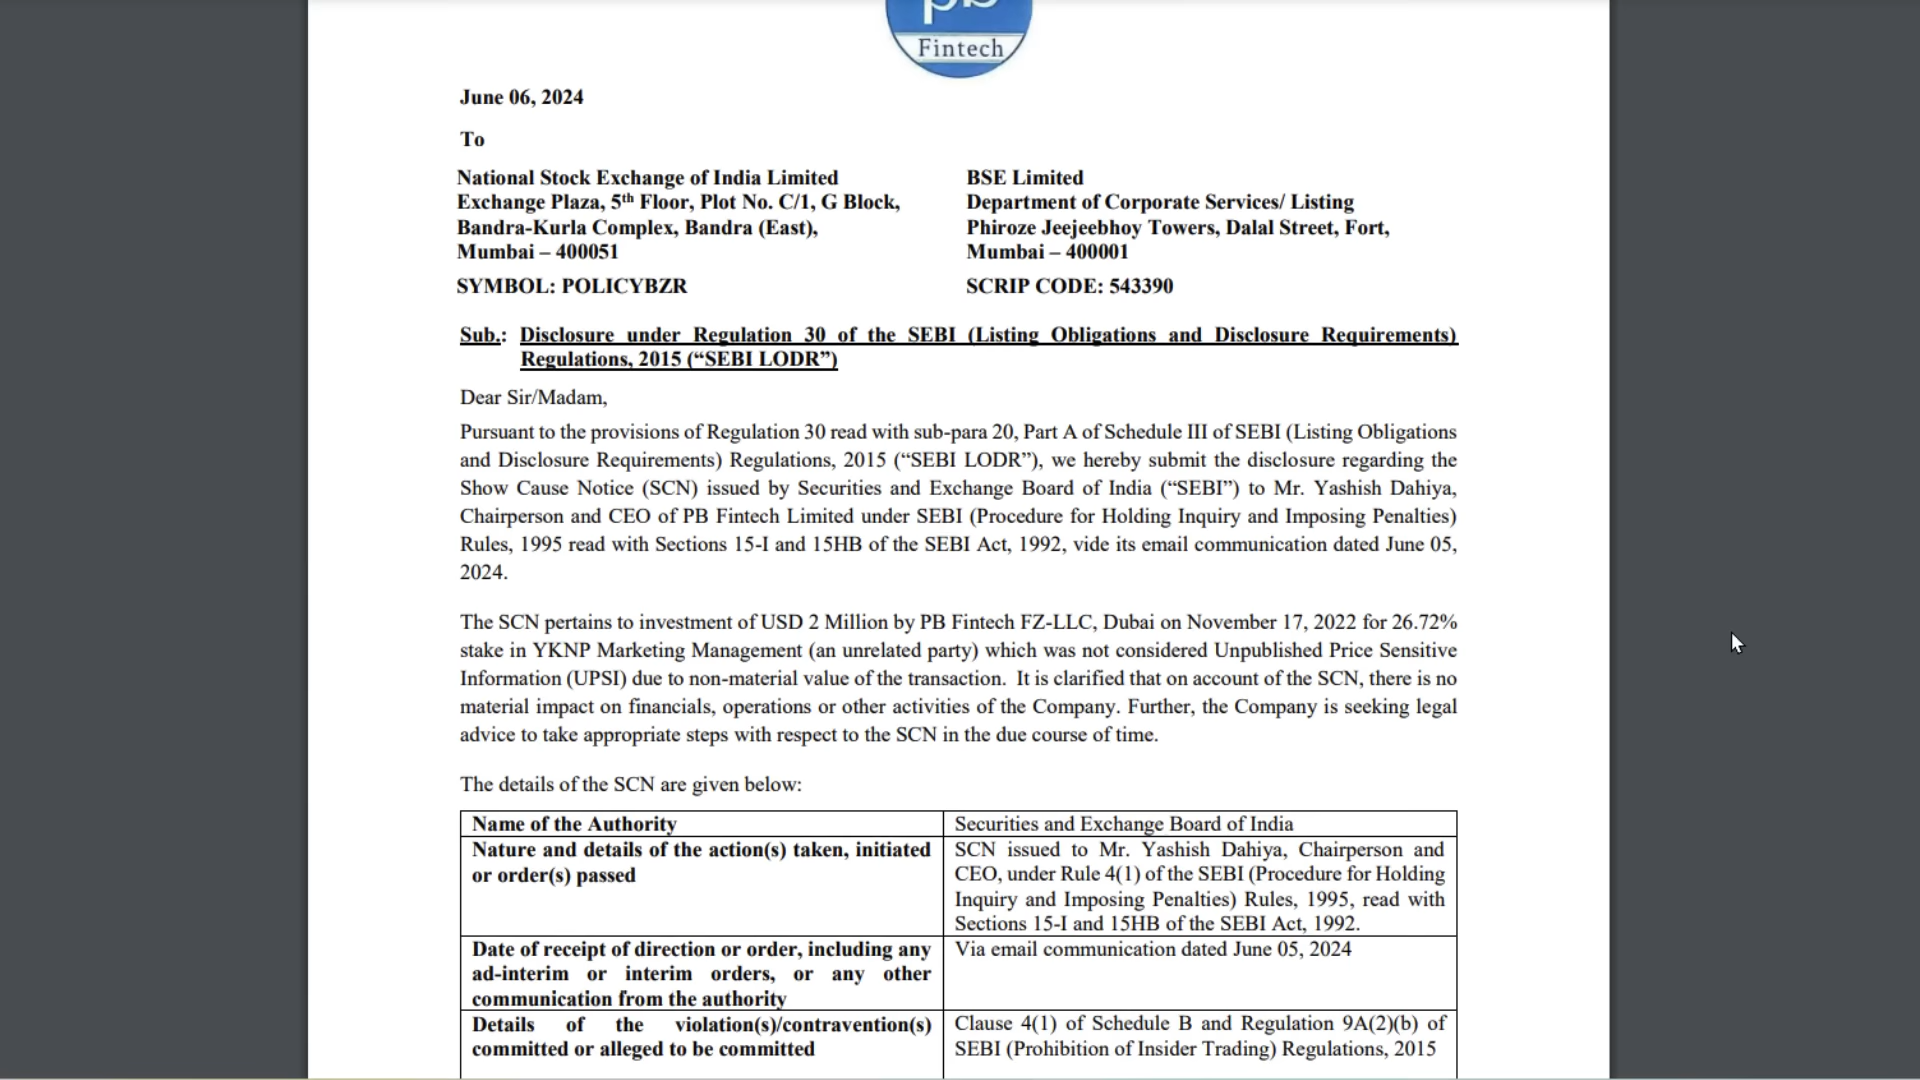 pb
Fintech
June 06, 2024
To
National Stock Exchange of India Limited
Exchange Plaza, 5th Floor, Plot No. C/1, G Block,
Bandra-Kurla Complex, Bandra (East),
Mumbai – 400051
SYMBOL: POLICYBZR
BSE Limited
Department of Corporate Services/ Listing
Phiroze Jeejeebhoy Towers, Dalal Street, Fort,
Mumbai – 400001
SCRIP CODE: 543390
Sub.: Disclosure under Regulation 30 of the SEBI (Listing Obligations and Disclosure Requirements)
Regulations, 2015 (“SEBI LODR”)
Dear Sir/Madam,
Pursuant to the provisions of Regulation 30 read with sub-para 20, Part A of Schedule III of SEBI (Listing Obligations
and Disclosure Requirements) Regulations, 2015 (“SEBI LODR”), we hereby submit the disclosure regarding the
Show Cause Notice (SCN) issued by Securities and Exchange Board of India (“SEBI”) to Mr. Yashish Dahiya,
Chairperson and CEO of PB Fintech Limited under SEBI (Procedure for Holding Inquiry and Imposing Penalties)
Rules, 1995 read with Sections 15-I and 15HB of the SEBI Act, 1992, vide its email communication dated June 05,
2024.
The SCN pertains to investment of USD 2 Million by PB Fintech FZ-LLC, Dubai on November 17, 2022 for 26.72%
stake in YKNP Marketing Management (an unrelated party) which was not considered Unpublished Price Sensitive
Information (UPSI) due to non-material value of the transaction. It is clarified that on account of the SCN, there is no
material impact on financials, operations or other activities of the Company. Further, the Company is seeking legal
advice to take appropriate steps with respect to the SCN in the due course of time.
The details of the SCN are given below:
Name of the Authority
Securities and Exchange Board of India
Nature and details of the action(s) taken, initiated
or order(s) passed
SCN issued to Mr. Yashish Dahiya, Chairperson and
CEO, under Rule 4(1) of the SEBI (Procedure for Holding
Inquiry and Imposing Penalties) Rules, 1995, read with
Sections 15-I and 15HB of the SEBI Act, 1992.
Date of receipt of direction or order, including any
ad-interim or interim orders, or any other
communication from the authority
Via email communication dated June 05, 2024
Details of the violation(s)/contravention(s)
committed or alleged to be committed
Clause 4(1) of Schedule B and Regulation 9A(2)(b) of
SEBI (Prohibition of Insider Trading) Regulations, 2015